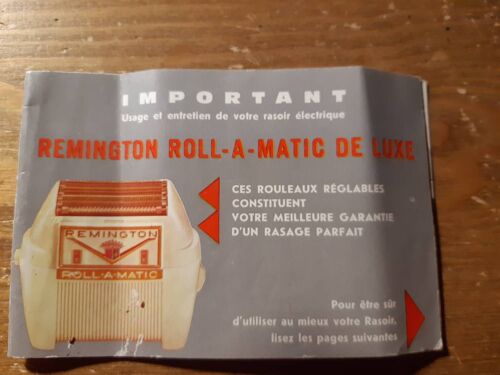 IMPORTANT
Usage et entretien de votre rasoir électrique
REMINGTON ROLL-A-MATIC DE LUXE
CES ROULEAUX RÉGLABLES
CONSTITUENT
VOTRE MEILLEURE GARANTIE
D'UN RASAGE PARFAIT
REMINGTON
ROLL-A-MATIC
Pour être sûr
d'utiliser au mieux votre Rasoir,
lisez les pages suivantes